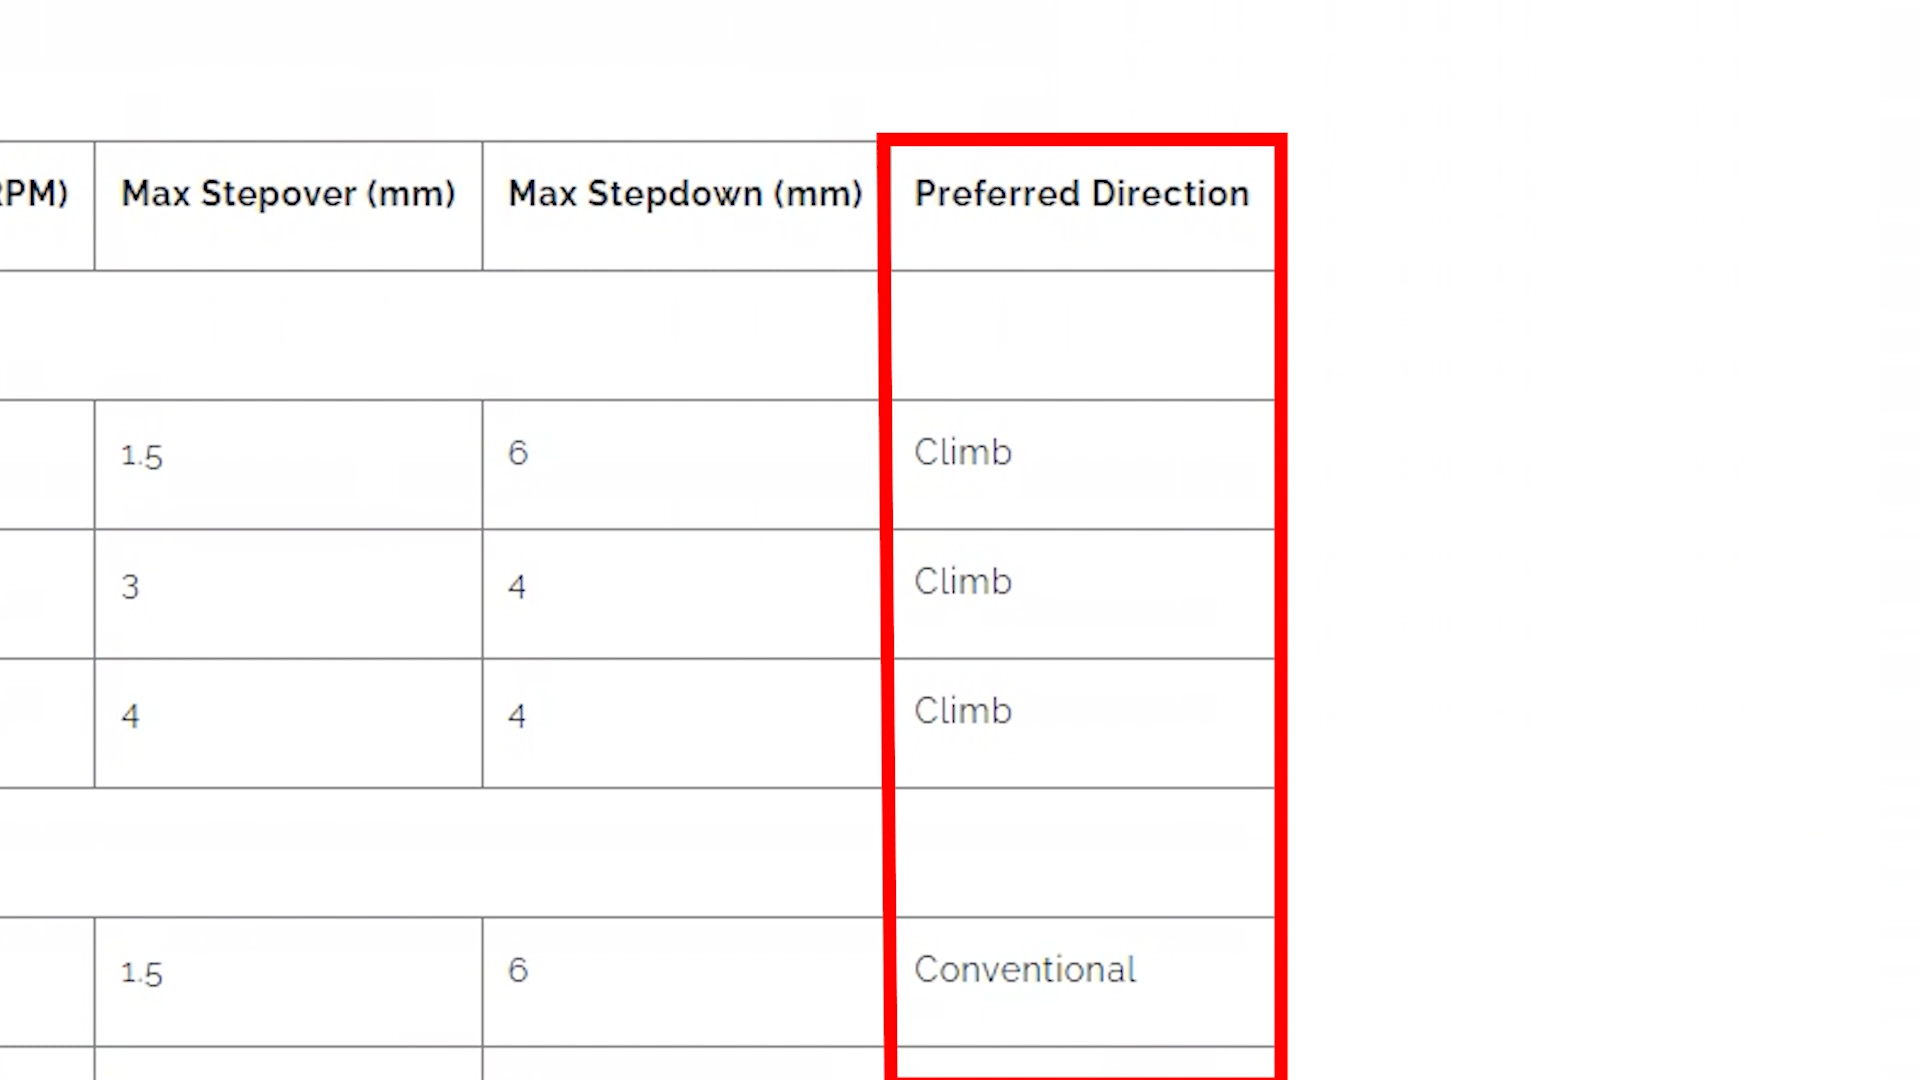 RPM) Max Stepover (mm) Max Stepdown (mm) Preferred Direction
1.5 6 Climb
3 4 Climb
4 4 Climb
1.5 6 Conventional